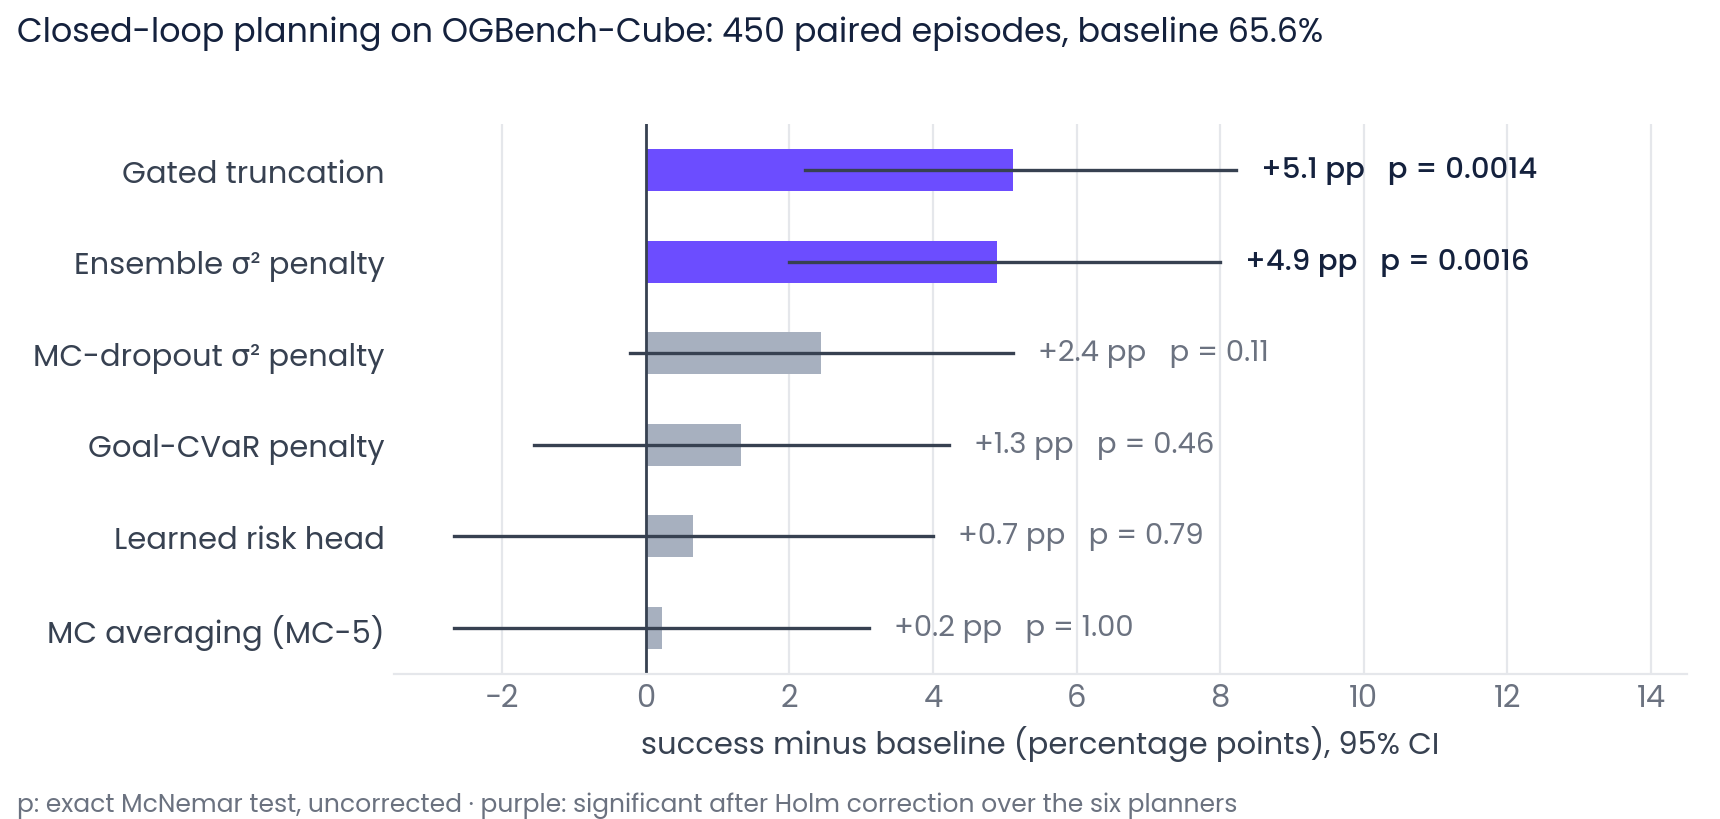 Closed-loop planning on OGBench-Cube: 450 paired episodes, baseline 65.6%
Gated truncation
+5.1 pp p = 0.0014
Ensemble σ² penalty
+4.9 pp p = 0.0016
MC-dropout σ² penalty
+2.4 pp p = 0.11
Goal-CVaR penalty
+1.3 pp p = 0.46
Learned risk head
+0.7 pp p = 0.79
MC averaging (MC-5)
+0.2 pp p = 1.00
−2 0 2 4 6 8 10 12 14
success minus baseline (percentage points), 95% CI
p: exact McNemar test, uncorrected · purple: significant after Holm correction over the six planners